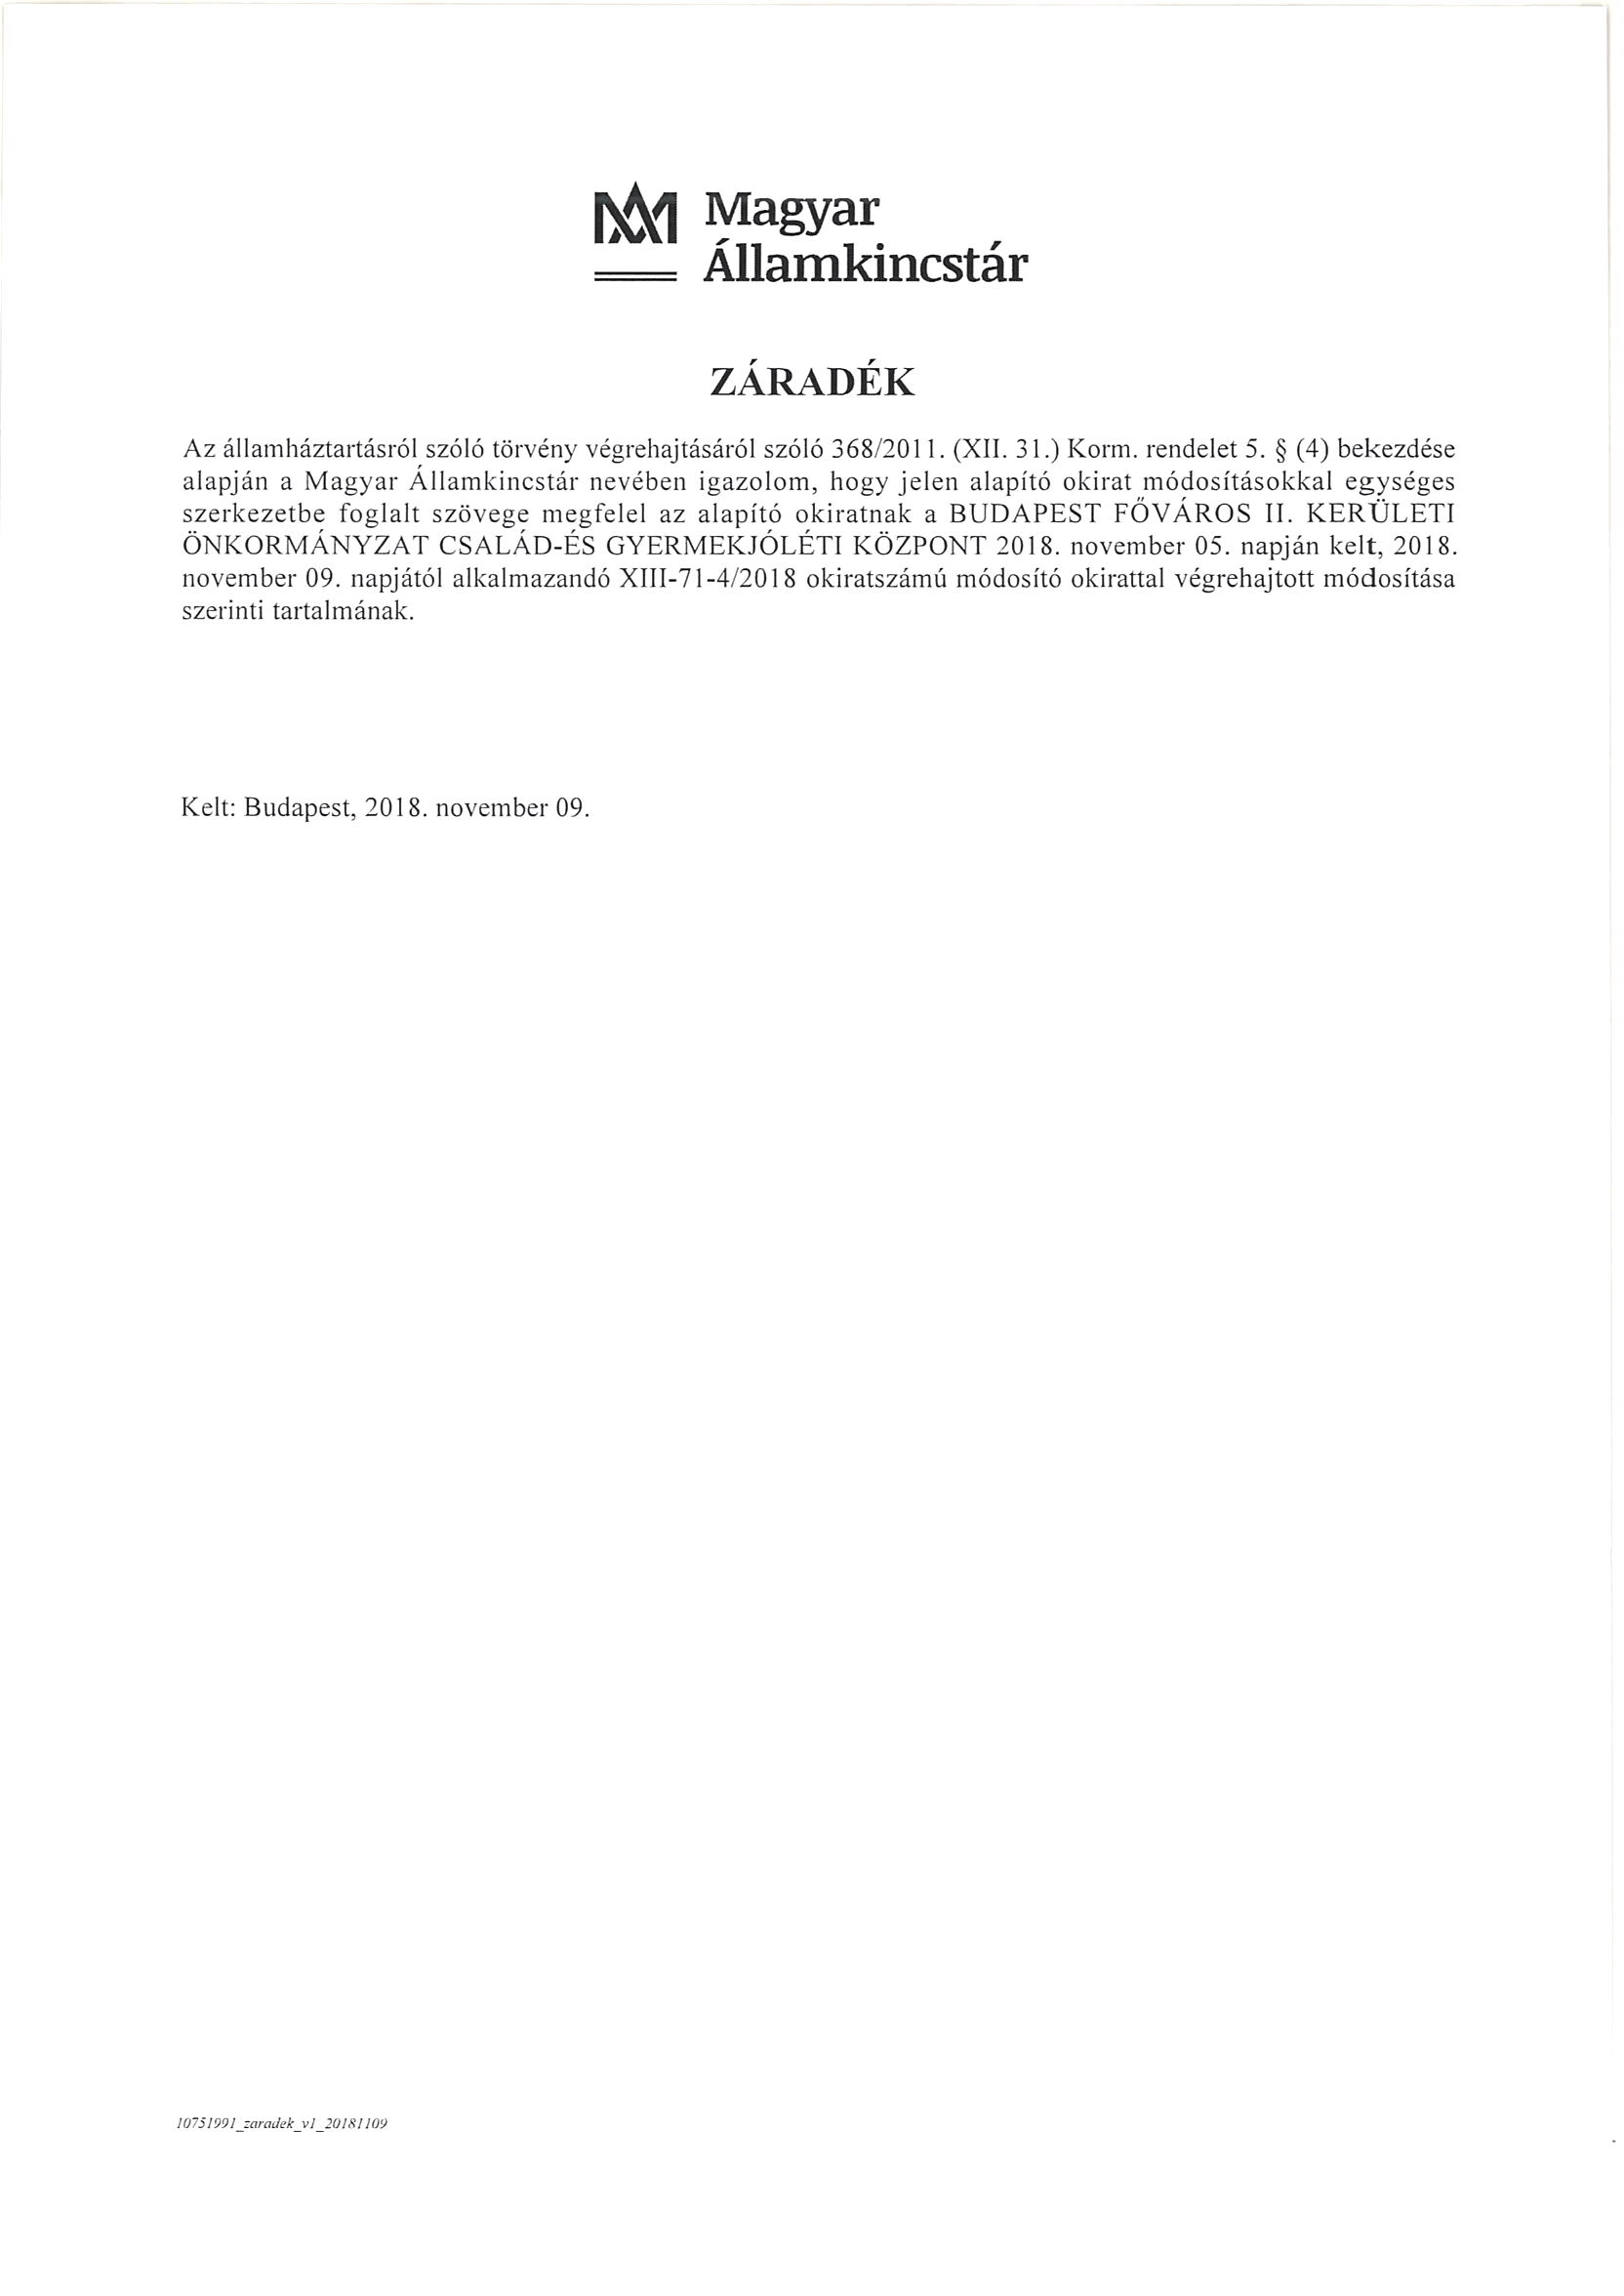 Magyar
Államkincstár
ZÁRADÉK
Az államháztartásról szóló törvény végrehajtásáról szóló 368/2011. (XII. 31.) Korm. rendelet 5. § (4) bekezdése
alapján a Magyar Államkincstár nevében igazolom, hogy jelen alapító okirat módosításokkal egységes
szerkezetbe foglalt szövege megfelel az alapító okiratnak a BUDAPEST FŐVÁROS II. KERÜLETI
ÖNKORMÁNYZAT CSALÁD-ÉS GYERMEKJÓLÉTI KÖZPONT 2018. november 05. napján kelt, 2018.
november 09. napjától alkalmazandó XIII-71-4/2018 okiratszámú módosító okirattal végrehajtott módosítása
szerinti tartalmának.
Kelt: Budapest, 2018. november 09.
10751991_zaradek_v1_20181109